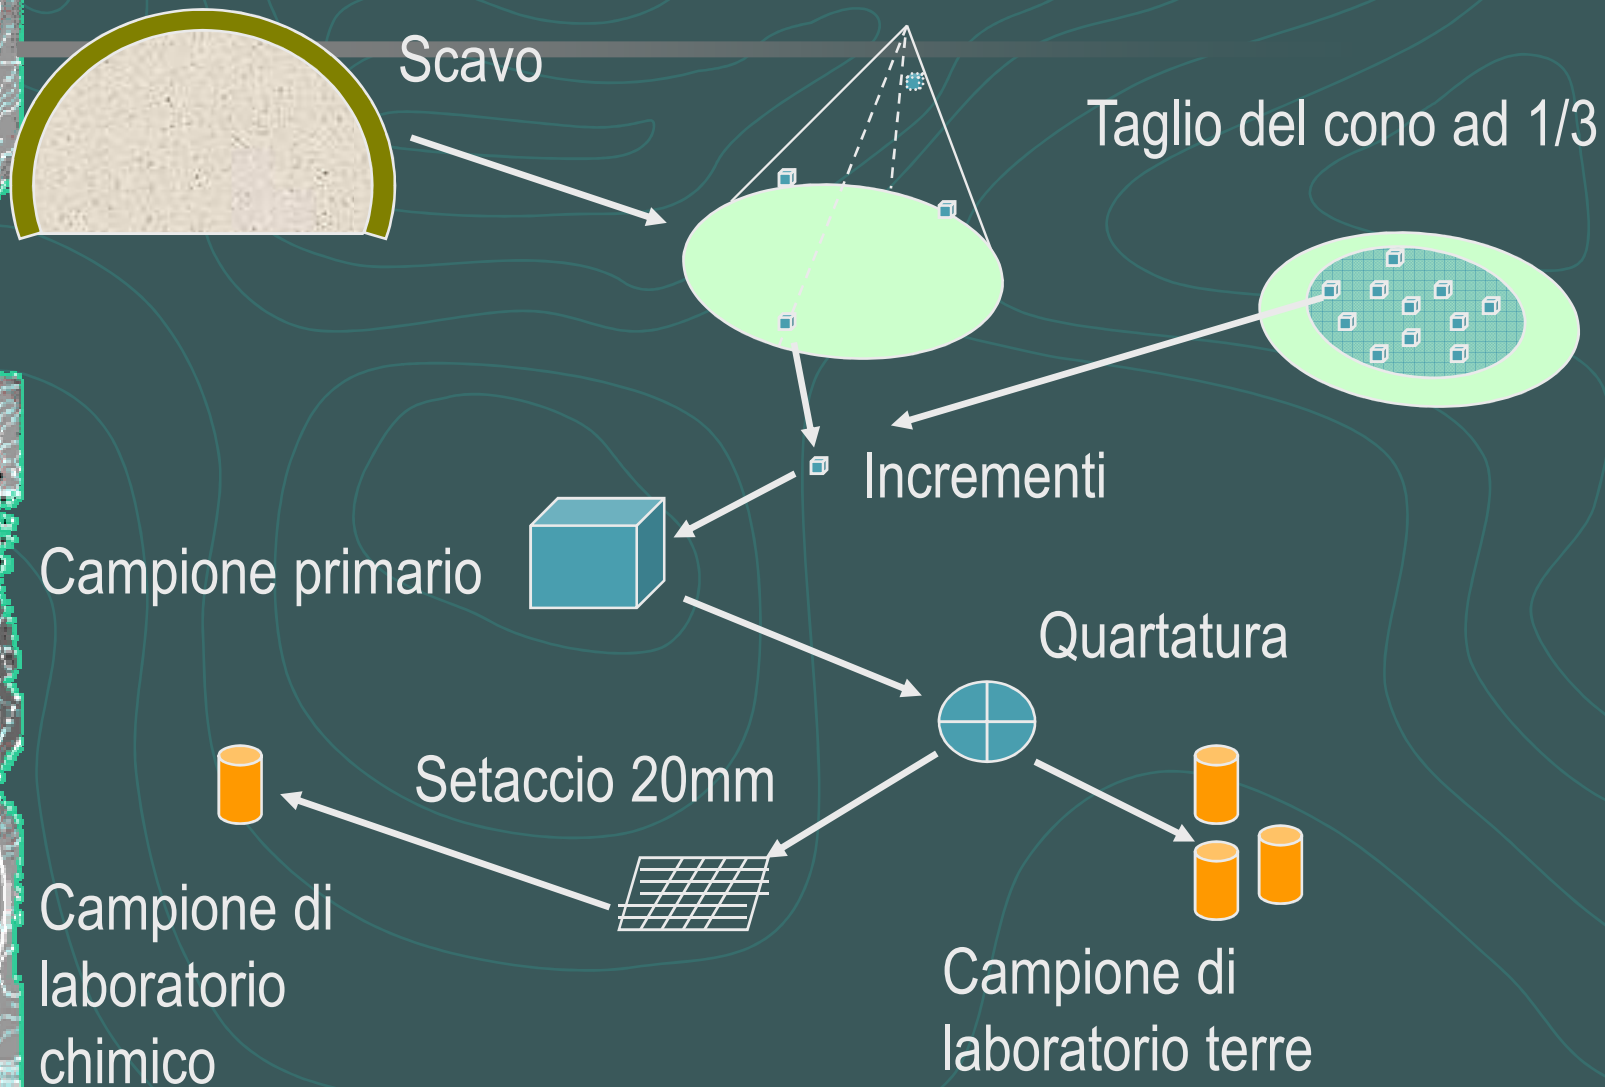 Scavo
Taglio del cono ad 1/3
Incrementi
Campione primario
Quartatura
Setaccio 20mm
Campione di
laboratorio
chimico
Campione di
laboratorio terre